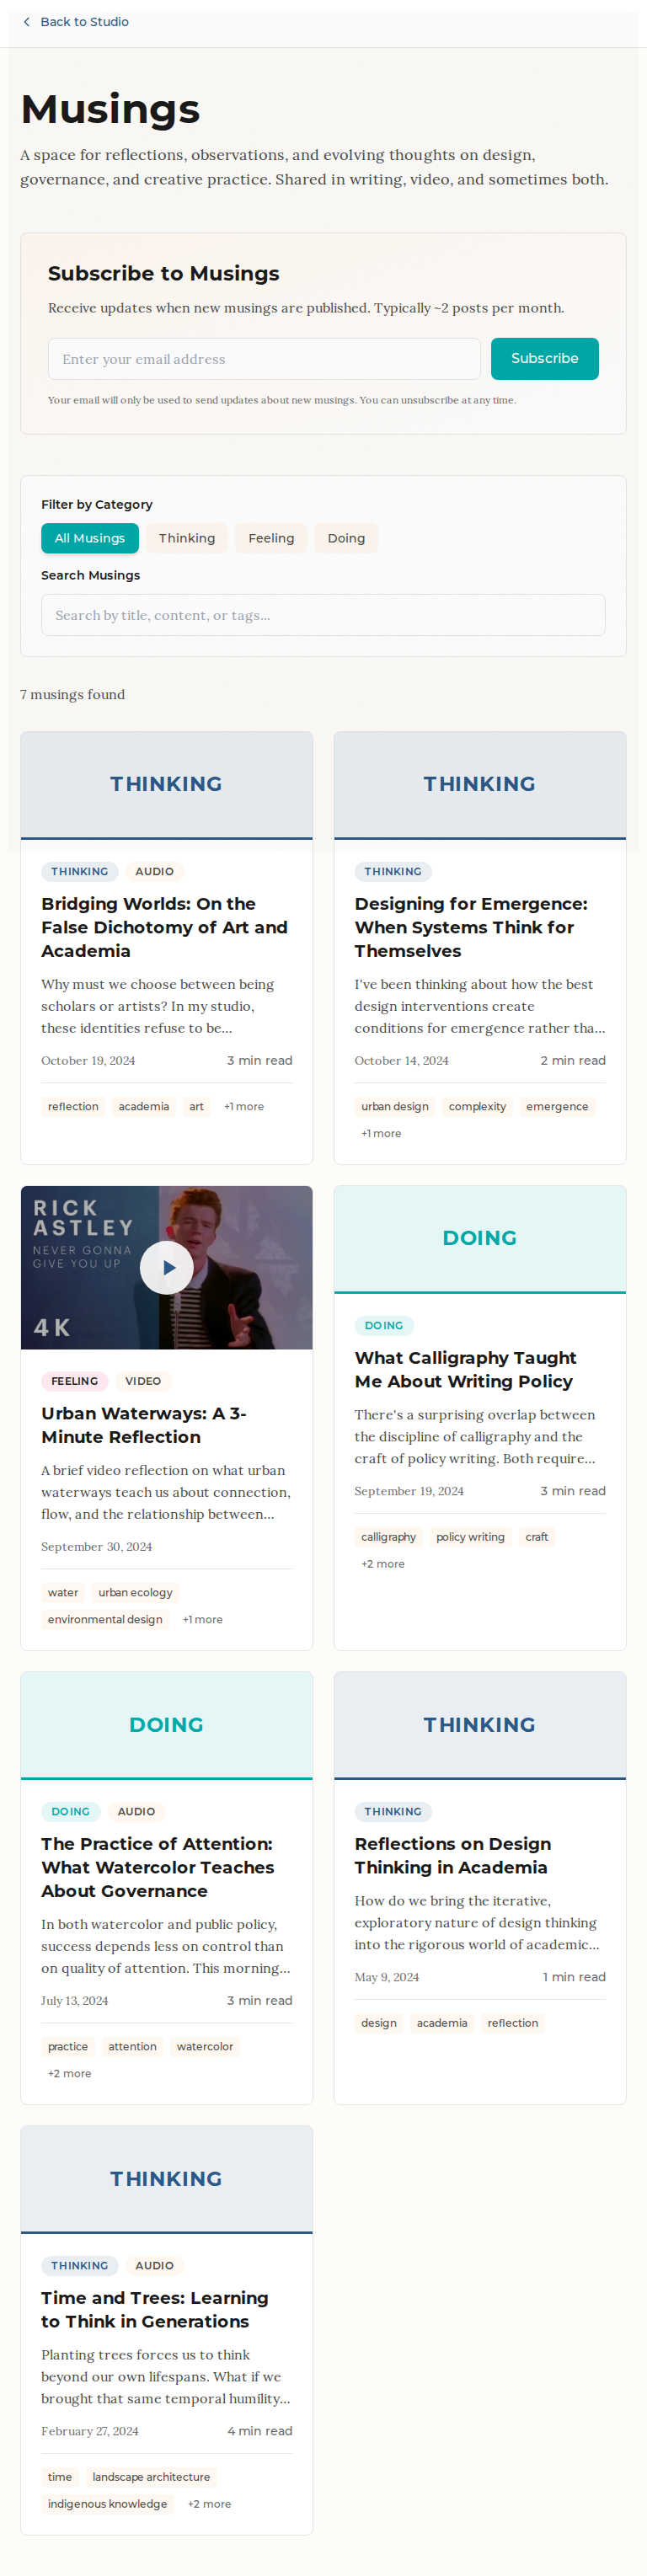 Back to Studio
Musings
A space for reflections, observations, and evolving thoughts on design,
governance, and creative practice. Shared in writing, video, and sometimes both.
Subscribe to Musings
Receive updates when new musings are published. Typically ~2 posts per month.
Enter your email address
Subscribe
Your email will only be used to send updates about new musings. You can unsubscribe at any time.
Filter by Category
All Musings
Thinking
Feeling
Doing
Search Musings
Search by title, content, or tags...
7 musings found
THINKING
THINKING
AUDIO
Bridging Worlds: On the
False Dichotomy of Art and
Academia
Why must we choose between being
scholars or artists? In my studio,
these identities refuse to be...
October 19, 2024
3 min read
reflection
academia
art
+1 more
THINKING
THINKING
Designing for Emergence:
When Systems Think for
Themselves
I've been thinking about how the best
design interventions create
conditions for emergence rather tha...
October 14, 2024
2 min read
urban design
complexity
emergence
+1 more
RICK
ASTLEY
NEVER GONNA
GIVE YOU UP
4K
FEELING
VIDEO
Urban Waterways: A 3-
Minute Reflection
A brief video reflection on what urban
waterways teach us about connection,
flow, and the relationship between...
September 30, 2024
water
urban ecology
environmental design
+1 more
DOING
DOING
What Calligraphy Taught
Me About Writing Policy
There's a surprising overlap between
the discipline of calligraphy and the
craft of policy writing. Both require...
September 19, 2024
3 min read
calligraphy
policy writing
craft
+2 more
DOING
DOING
AUDIO
The Practice of Attention:
What Watercolor Teaches
About Governance
In both watercolor and public policy,
success depends less on control than
on quality of attention. This morning...
July 13, 2024
3 min read
practice
attention
watercolor
+2 more
THINKING
THINKING
Reflections on Design
Thinking in Academia
How do we bring the iterative,
exploratory nature of design thinking
into the rigorous world of academic...
May 9, 2024
1 min read
design
academia
reflection
THINKING
THINKING
AUDIO
Time and Trees: Learning
to Think in Generations
Planting trees forces us to think
beyond our own lifespans. What if we
brought that same temporal humility...
February 27, 2024
4 min read
time
landscape architecture
indigenous knowledge
+2 more